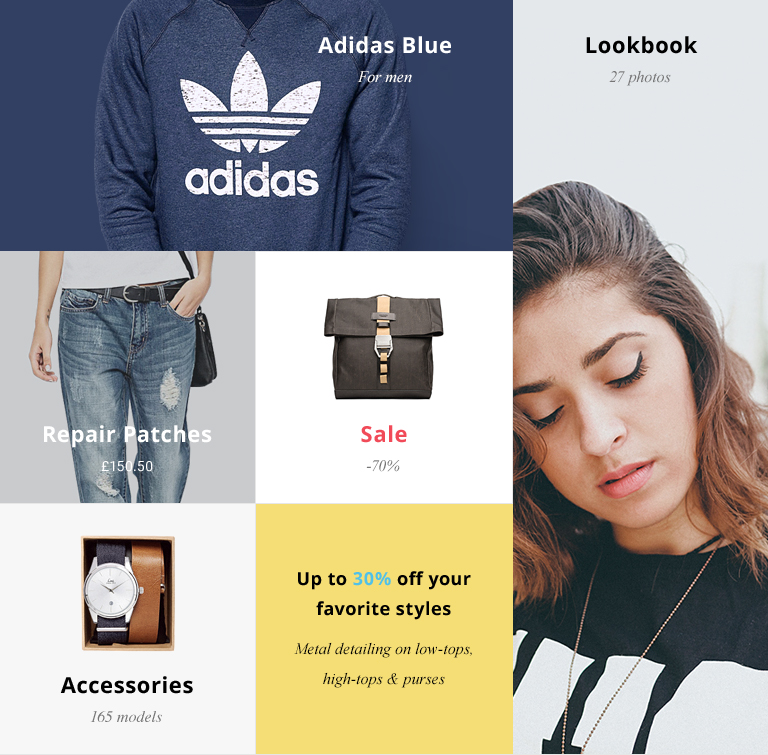 adidas
Adidas Blue
For men
Lookbook
27 photos
Repair Patches
£150.50
Sale
-70%
Accessories
165 models
Up to 30% off your
favorite styles
Metal detailing on low-tops,
high-tops & purses